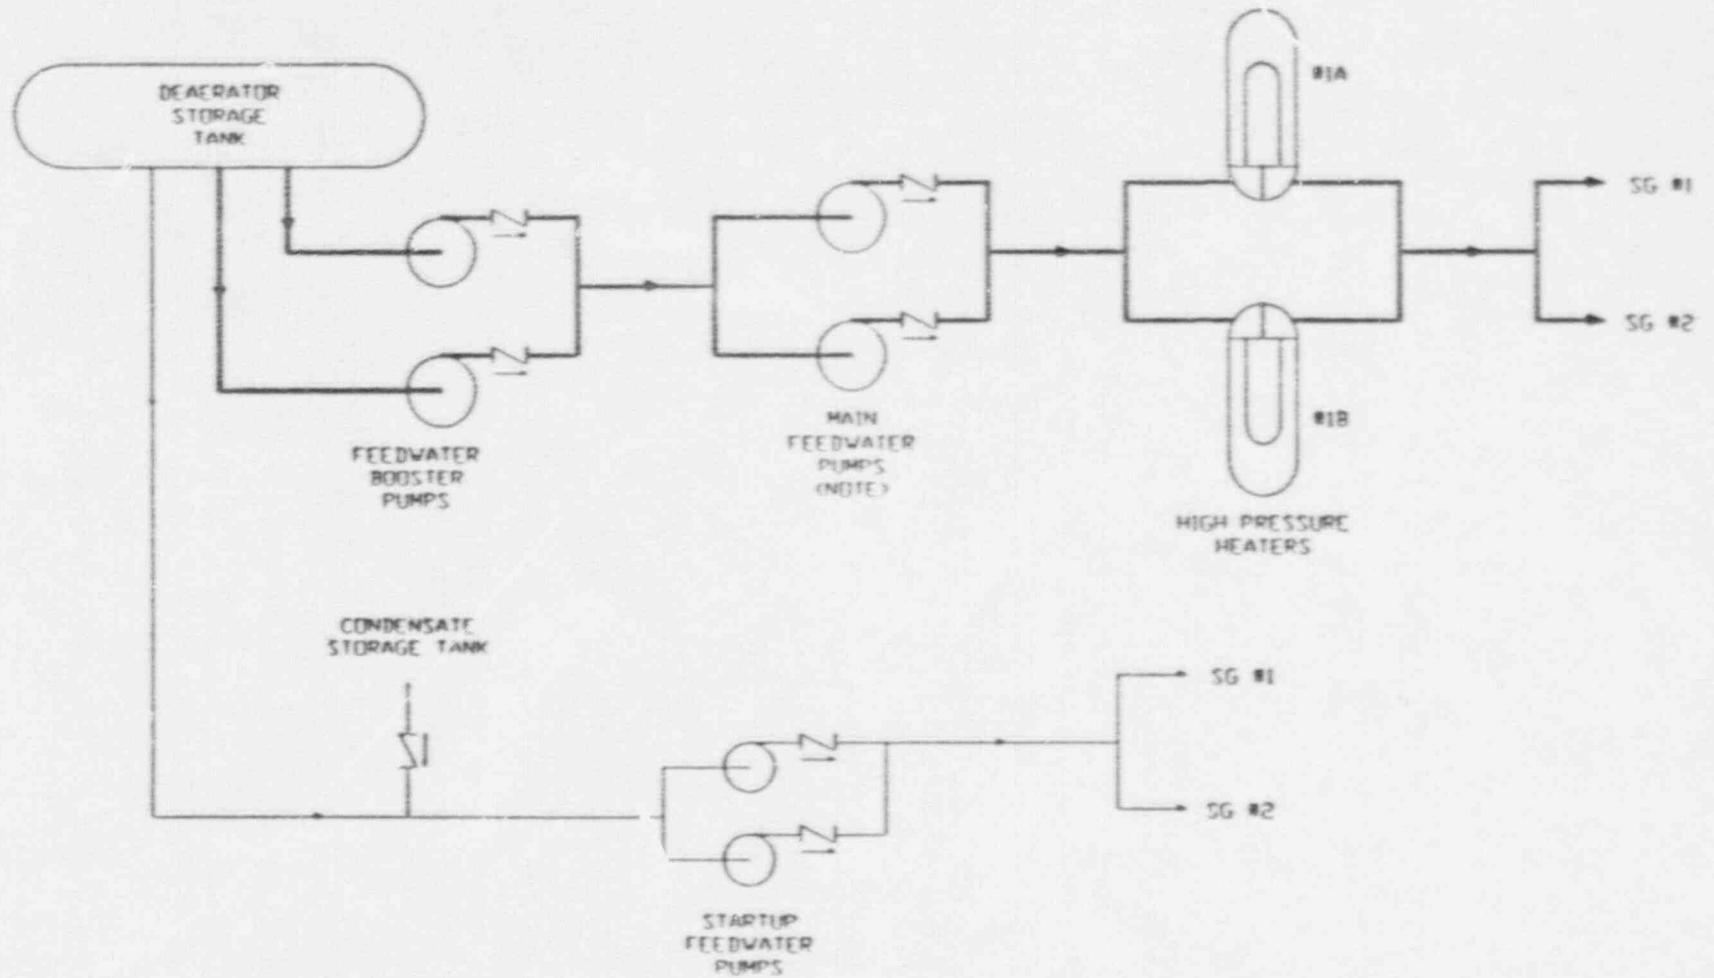 DEAERATOR
STORAGE
TANK
#1A
SG #1
SG #2
FEEDWATER
BOOSTER
PUMPS
MAIN
FEEDWATER
PUMPS
(NOTE)
#1B
HIGH PRESSURE
HEATERS
CONDENSATE
STORAGE TANK
SG #1
SG #2
STARTUP
FEEDWATER
PUMPS